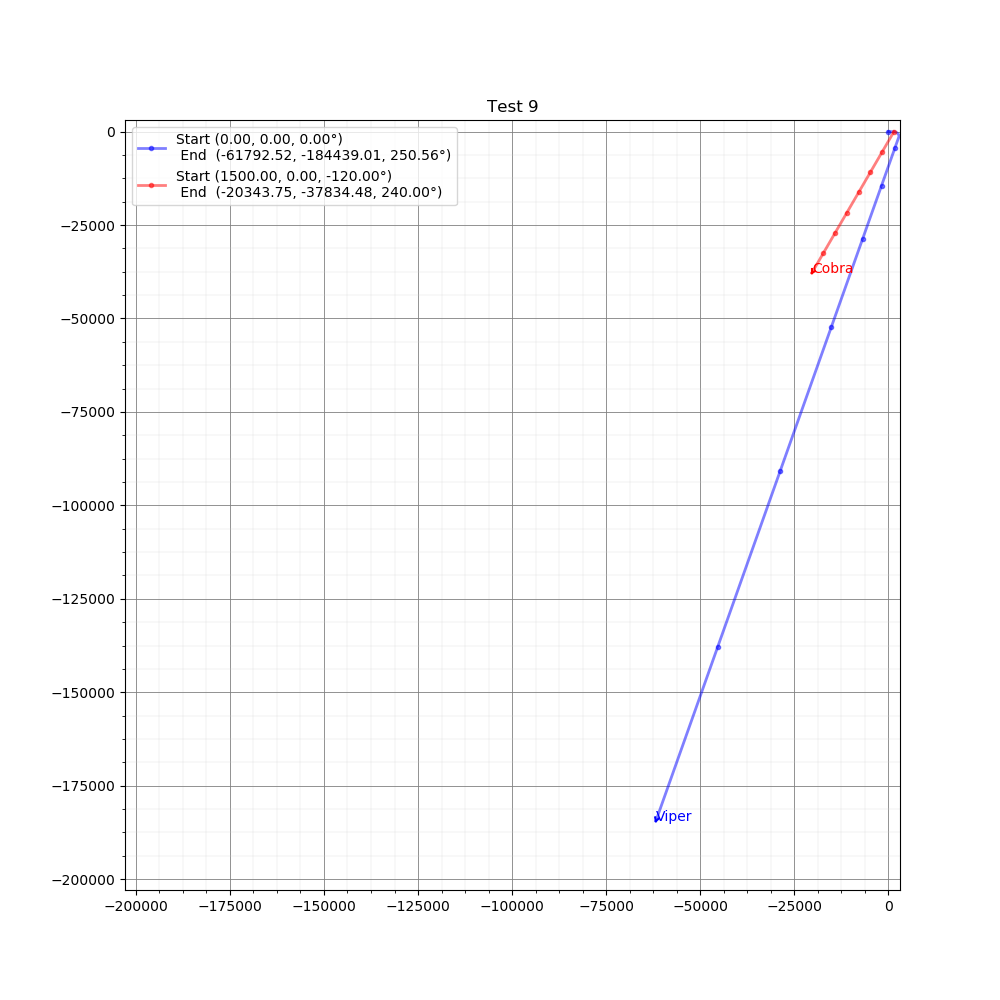 Test 9
Start (0.00, 0.00, 0.00°)
End (-61792.52, -184439.01, 250.56°)
Start (1500.00, 0.00, -120.00°)
End (-20343.75, -37834.48, 240.00°)
0
−25000
−50000
−75000
−100000
−125000
−150000
−175000
−200000
Cobra
Viper
−200000 −175000 −150000 −125000 −100000 −75000 −50000 −25000 0